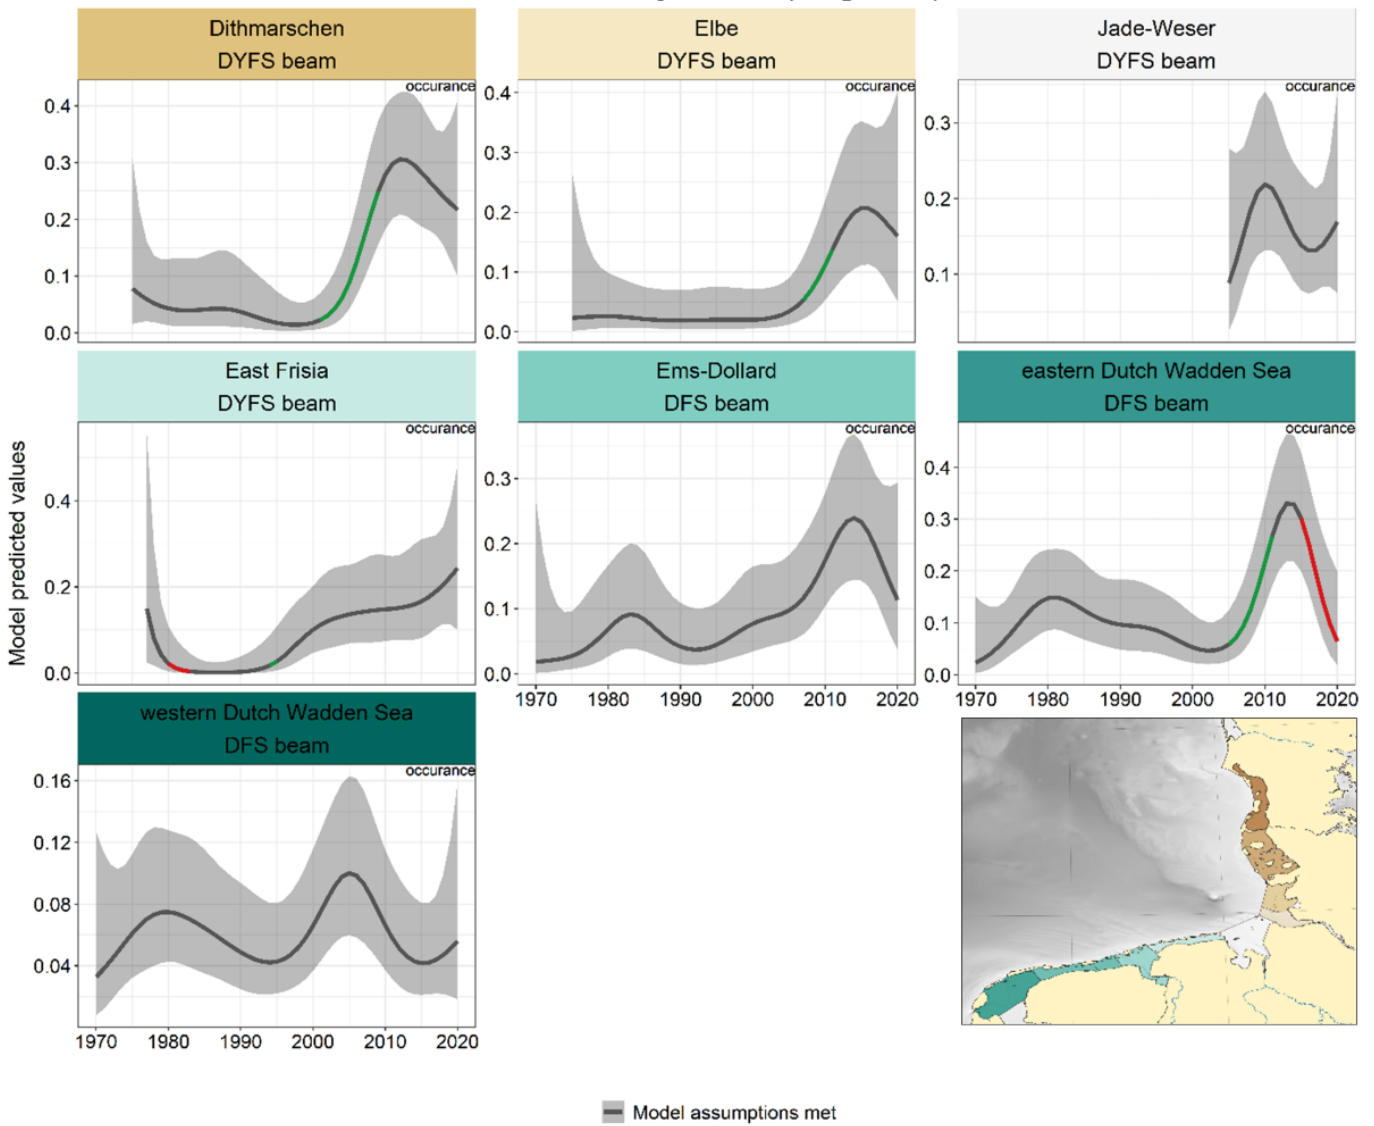 Dithmarschen
DYFS beam
Elbe
DYFS beam
Jade-Weser
DYFS beam
occurance
0.4
0.3
0.2
0.1
0.0
occurance
0.4
0.3
0.2
0.1
0.0
occurance
0.3
0.2
0.1
East Frisia
DYFS beam
Ems-Dollard
DFS beam
eastern Dutch Wadden Sea
DFS beam
Model predicted values
occurance
0.4
0.2
0.0
occurance
0.3
0.2
0.1
0.0
1970 1980 1990 2000 2010 2020
occurance
0.4
0.3
0.2
0.1
0.0
1970 1980 1990 2000 2010 2020
western Dutch Wadden Sea
DFS beam
occurance
0.16
0.12
0.08
0.04
1970 1980 1990 2000 2010 2020
Model assumptions met